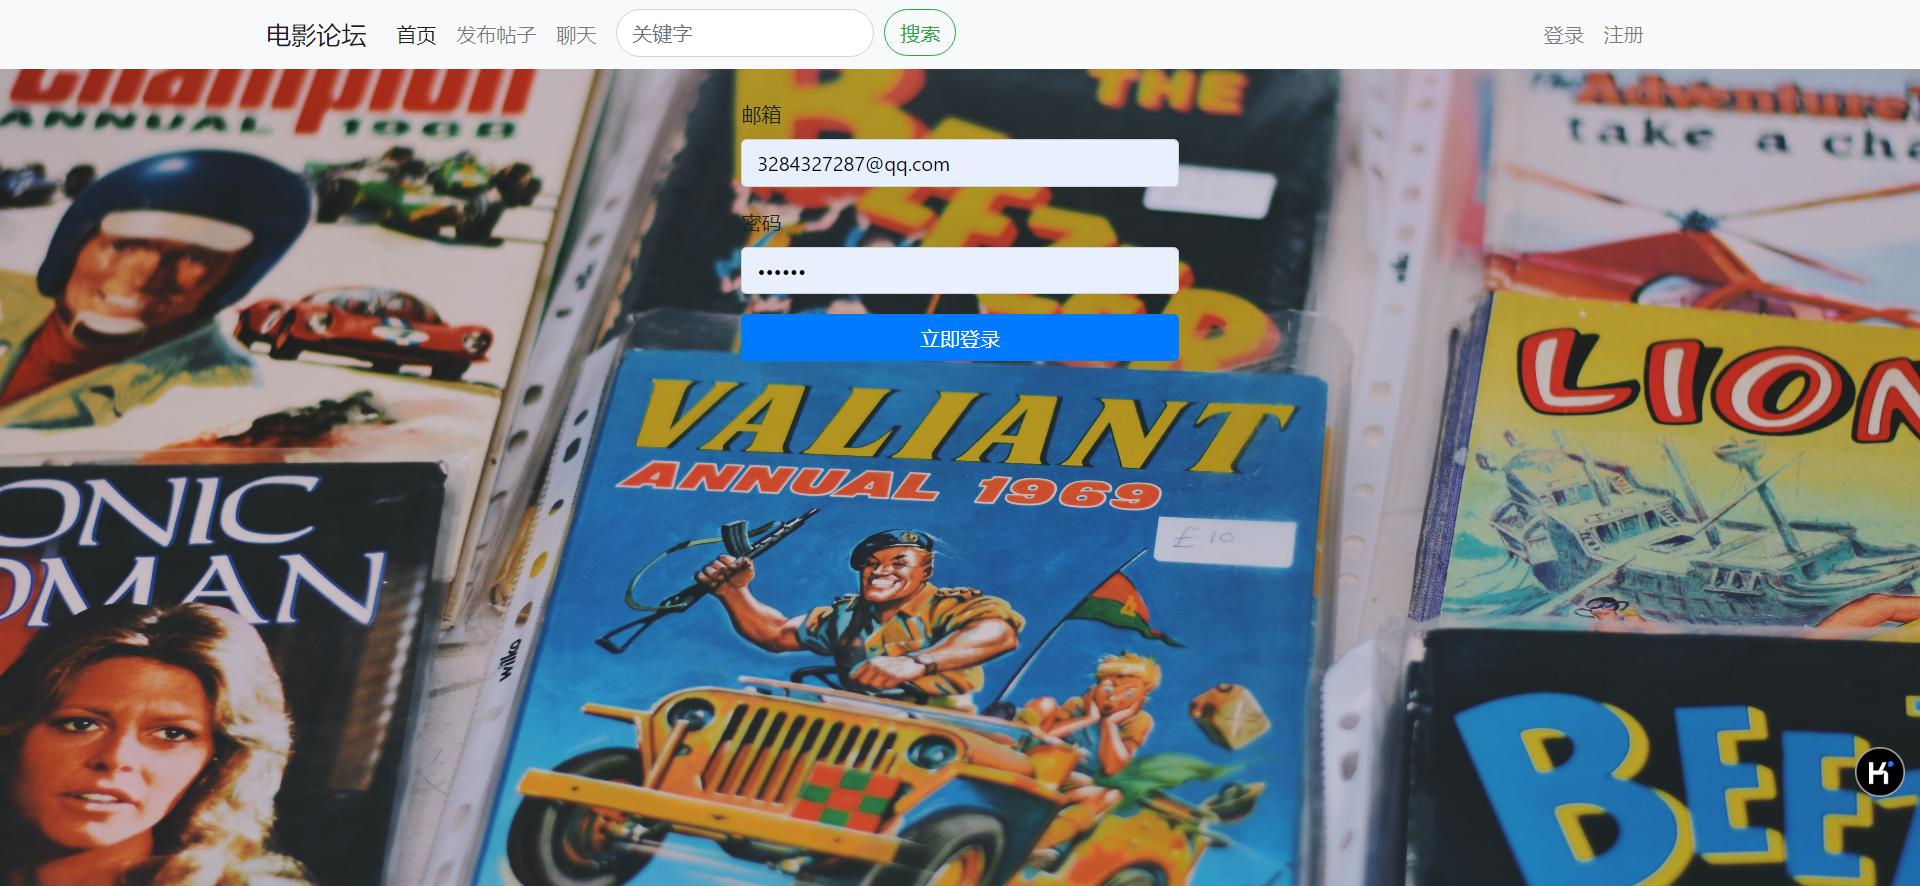 电影论坛 首页 发布帖子 聊天 关键字 搜索 登录 注册
邮箱
3284327287@qq.com
密码
••••••
立即登录
Champion
ANNUAL 1968
THE
BEEZER
Adventure
take a cha
VALIANT
ANNUAL 1969
£10
LION
ONIC
OMAN
wilko
BEE
K